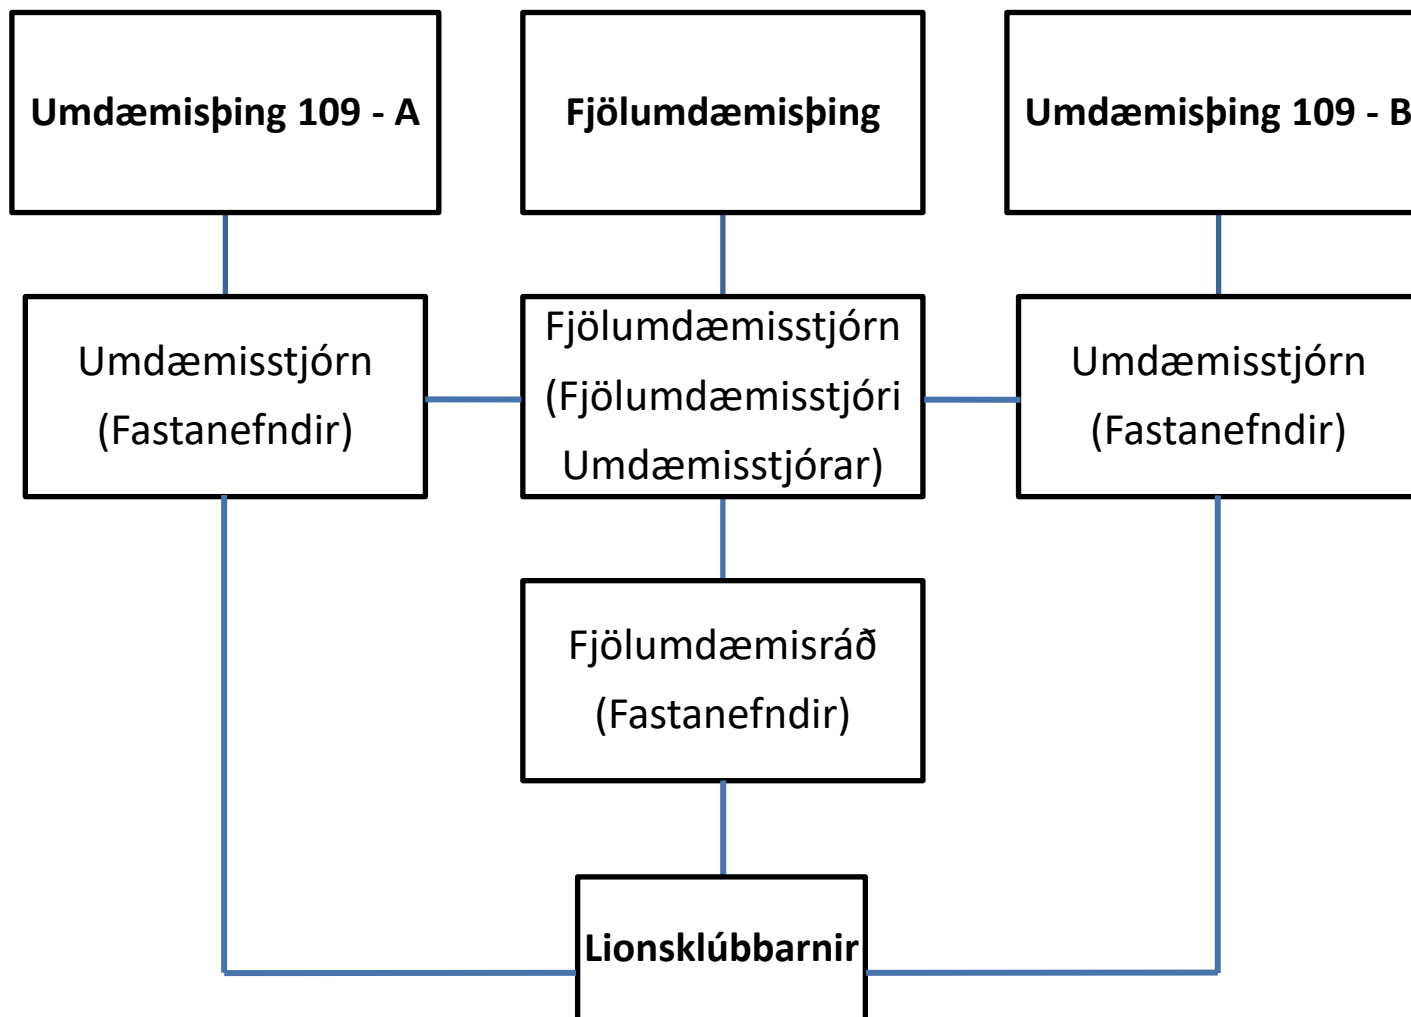 Umdæmisþing 109 - A
Fjölumdæmisþing
Umdæmisþing 109 - B
Umdæmisstjórn
(Fastanefndir)
Fjölumdæmisstjórn
(Fjölumdæmisstjóri
Umdæmisstjórar)
Umdæmisstjórn
(Fastanefndir)
Fjölumdæmisráð
(Fastanefndir)
Lionsklúbbarnir